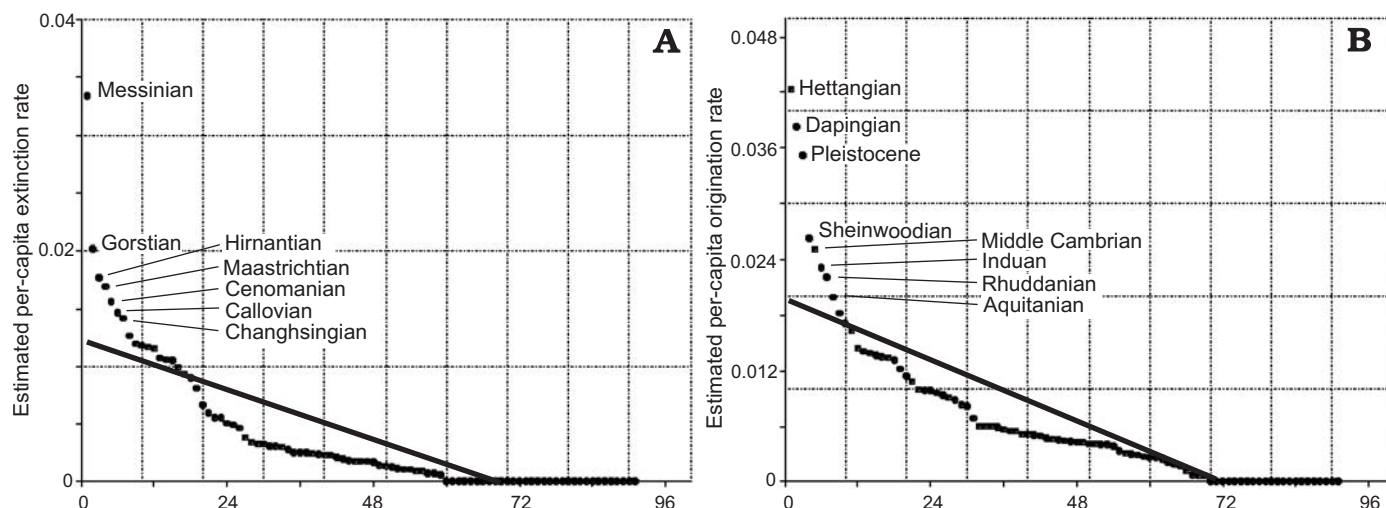 Estimated per-capita extinction rate
0.04
0.02
0
A
Messinian
Gorstian
Hirnantian
Maastrichtian
Cenomanian
Callovian
Changhsingian
0
24
48
72
96
Estimated per-capita origination rate
0.048
0.036
0.024
0.012
0
B
Hettangian
Dapingian
Pleistocene
Sheinwoodian
Middle Cambrian
Induan
Rhuddanian
Aquitanian
0
24
48
72
96